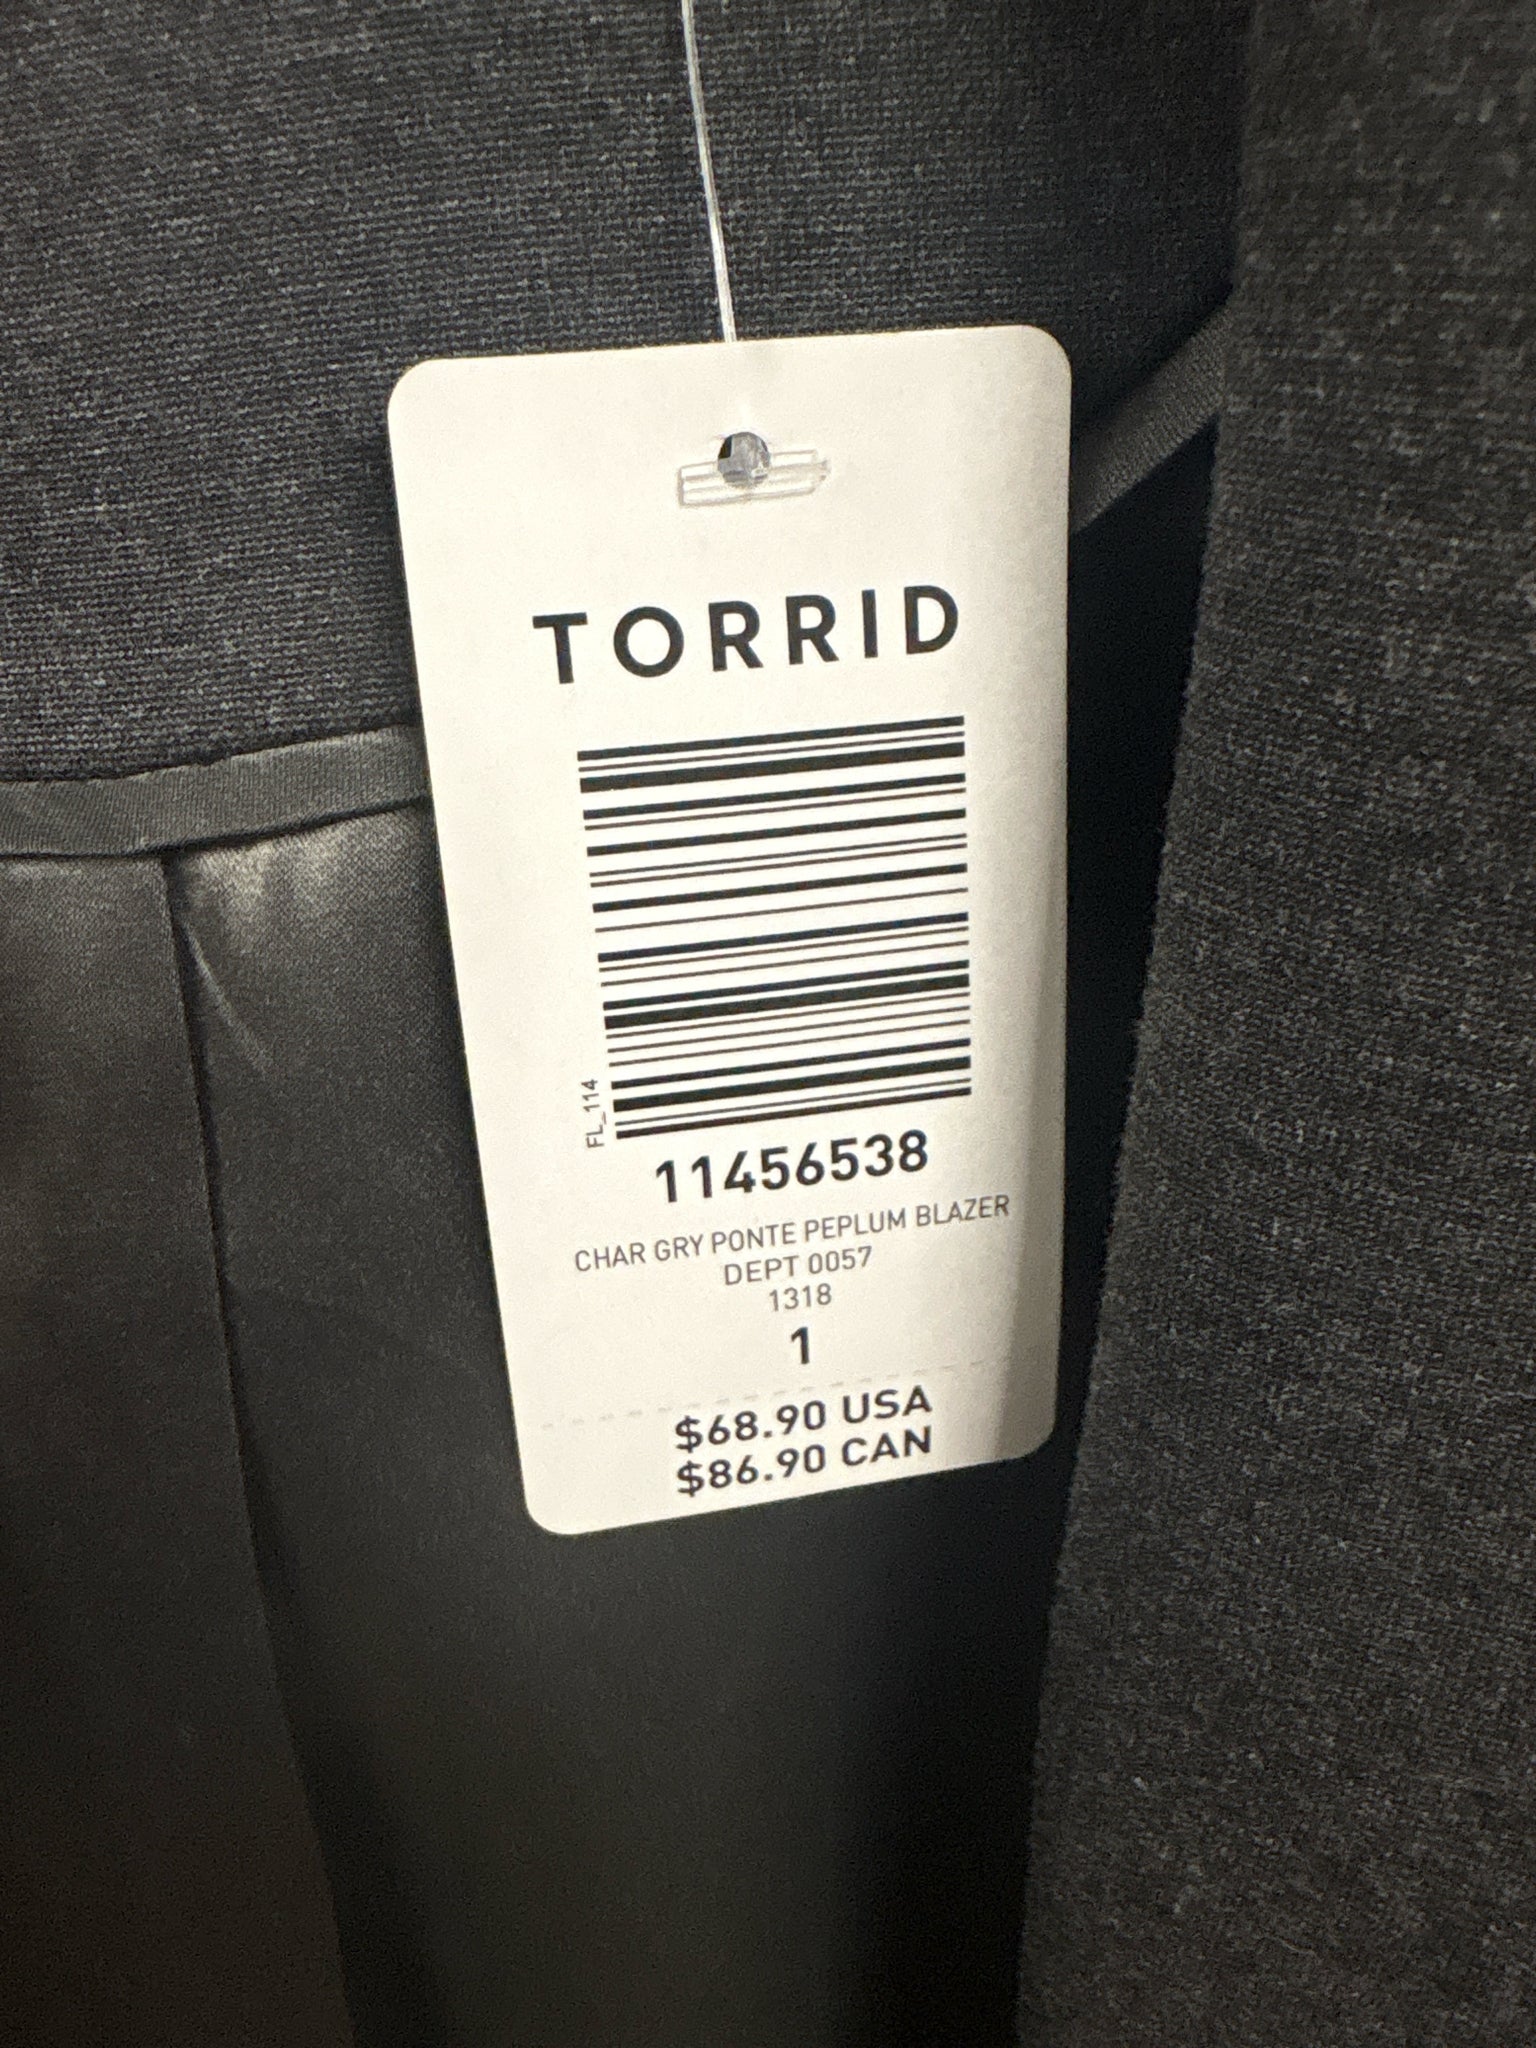 TORRID
FL_114
11456538
CHAR GRY PONTE PEPLUM BLAZER
DEPT 0057
1318
1
$68.90 USA
$86.90 CAN